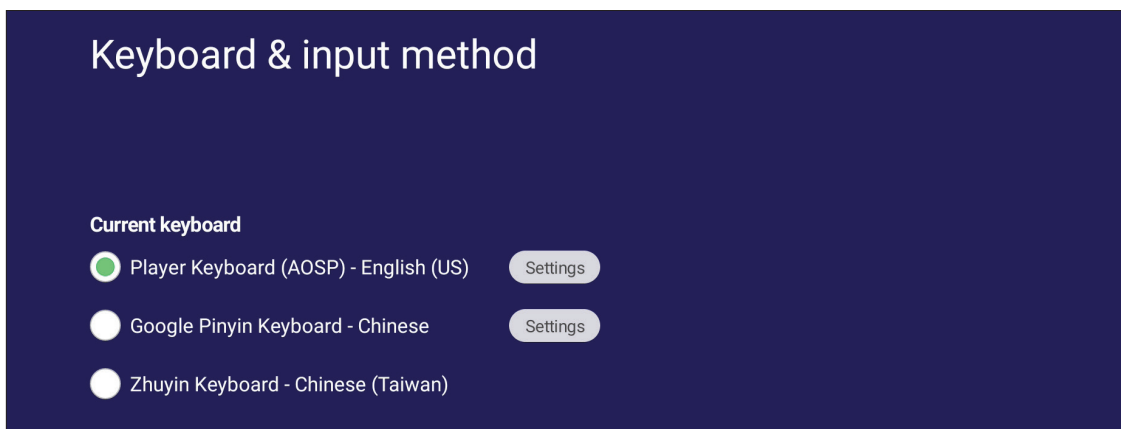 Keyboard & input method
Current keyboard
Player Keyboard (AOSP) - English (US) Settings
Google Pinyin Keyboard - Chinese Settings
Zhuyin Keyboard - Chinese (Taiwan)